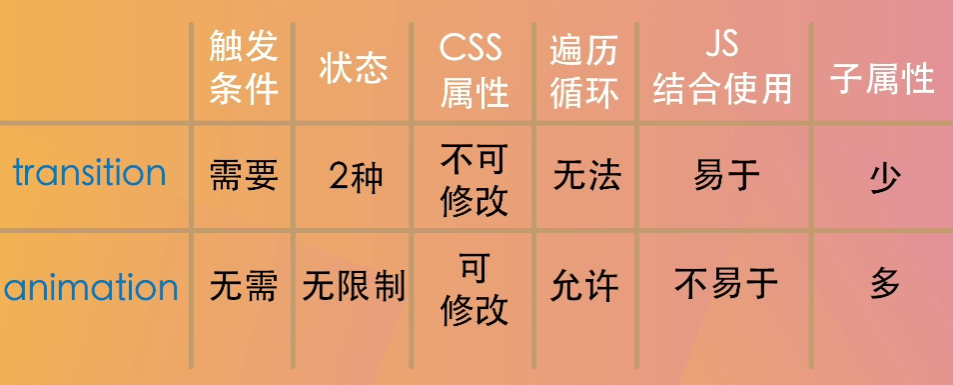 触发条件 状态 CSS属性 遍历循环 JS结合使用 子属性
transition 需要 2种 不可修改 无法 易于 少
animation 无需 无限制 可修改 允许 不易于 多